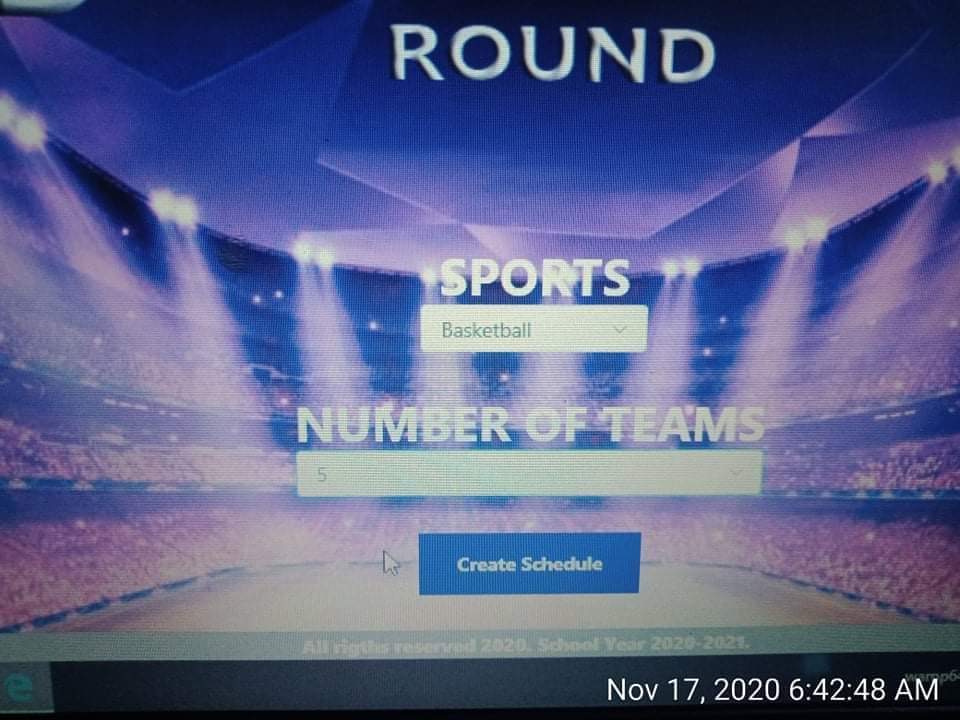 ROUND
SPORTS
Basketball
NUMBER OF TEAMS
5
Create Schedule
All rigths reserved 2020. School Year 2020-2021.
wamp64
Nov 17, 2020 6:42:48 AM